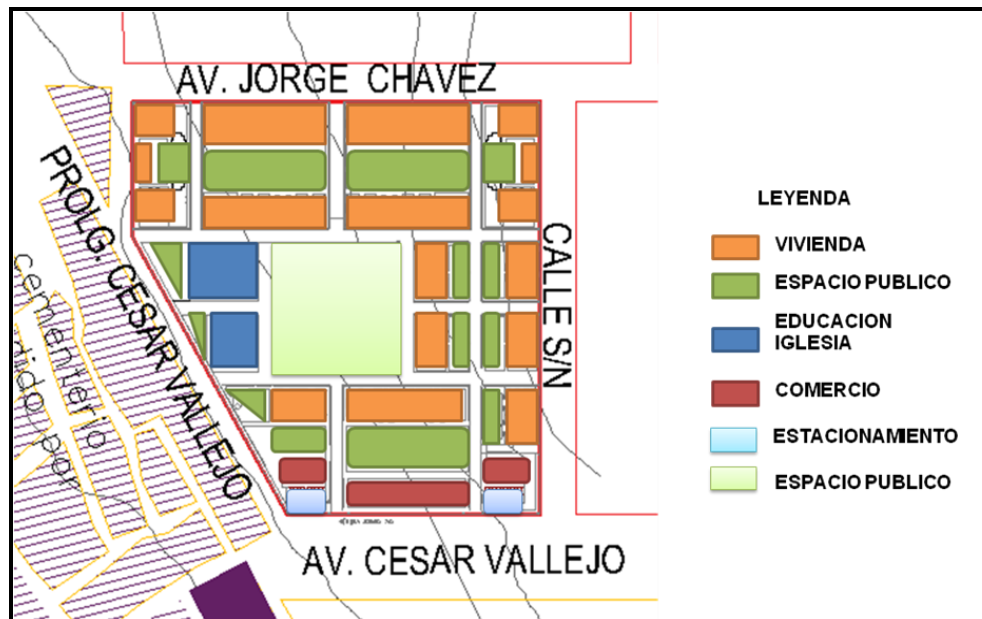 AV. JORGE CHAVEZ
PROLG. CESAR VALLEJO
cementerio
CALLE S/N
AV. CESAR VALLEJO
LEYENDA
VIVIENDA
ESPACIO PUBLICO
EDUCACION
IGLESIA
COMERCIO
ESTACIONAMIENTO
ESPACIO PUBLICO